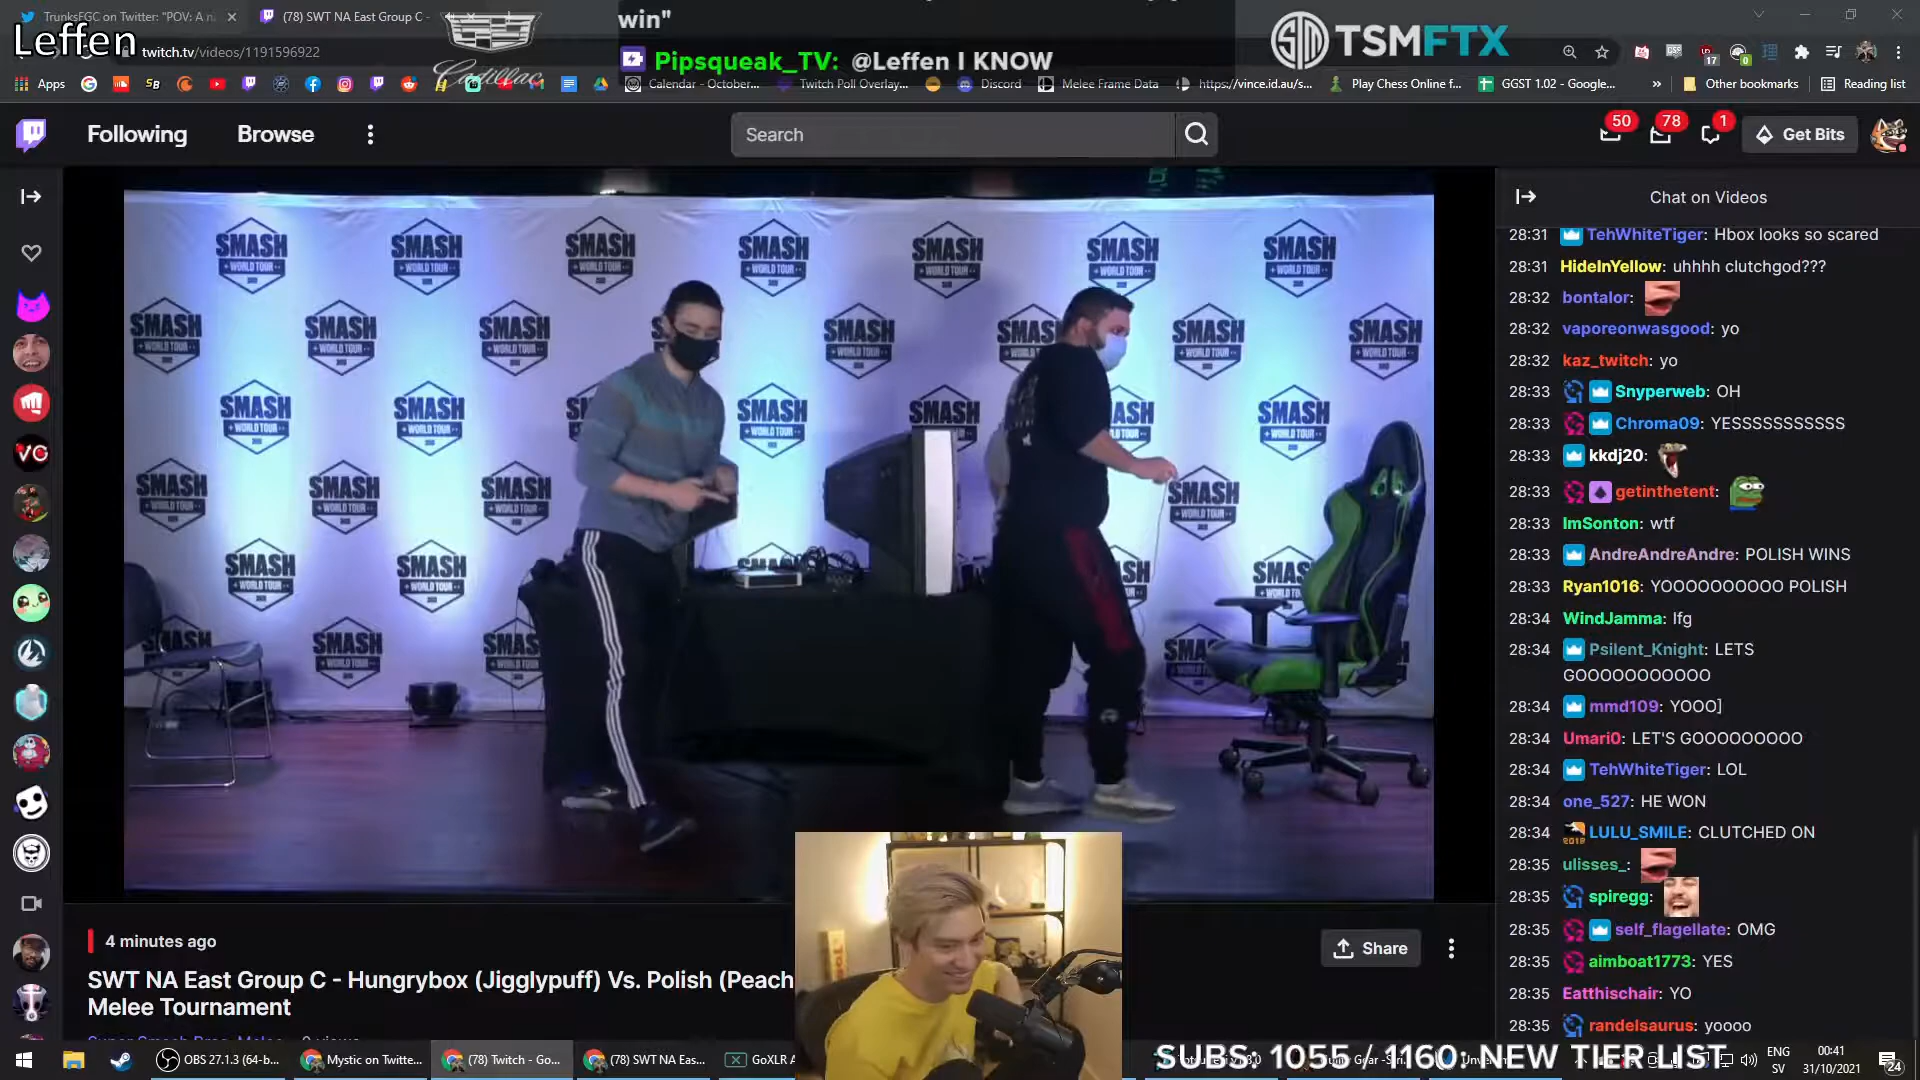 TrunksFGC on Twitter: "POV: A n
(78) SWT NA East Group C -
win"
Leffen
twitch.tv/videos/1191596922
Cadillac
Pipsqueak_TV: @Leffen I KNOW
TSMFTX
Apps
Calendar - October...
Twitch Poll Overlay...
Discord
Melee Frame Data
https://vince.id.au/s...
Play Chess Online f...
GGST 1.02 - Google...
Other bookmarks
Reading list
Following
Browse
Search
50
78
1
Get Bits
Chat on Videos
28:31 TehWhiteTiger: Hbox looks so scared
28:31 HideInYellow: uhhhh clutchgod???
28:32 bontalor:
28:32 vaporeonwasgood: yo
28:32 kaz_twitch: yo
28:33 Snyperweb: OH
28:33 Chroma09: YESSSSSSSSSS
28:33 kkdj20:
28:33 getinthetent:
28:33 ImSonton: wtf
28:33 AndreAndreAndre: POLISH WINS
28:33 Ryan1016: YOOOOOOOOOO POLISH
28:34 WindJamma: lfg
28:34 Psilent_Knight: LETS
GOOOOOOOOOOO
28:34 mmd109: YOOO]
28:34 Umari0: LET'S GOOOOOOOOO
28:34 TehWhiteTiger: LOL
28:34 one_527: HE WON
28:34 LULU_SMILE: CLUTCHED ON
28:35 ulisses_:
28:35 spiregg:
28:35 self_flagellate: OMG
28:35 aimboat1773: YES
28:35 Eatthischair: YO
28:35 randelsaurus: yoooo
SMASH
WORLD TOUR
4 minutes ago
Share
SWT NA East Group C - Hungrybox (Jigglypuff) Vs. Polish (Peach
Melee Tournament
OBS 27.1.3 (64-b...
Mystic on Twitte...
(78) Twitch - Go...
(78) SWT NA Eas...
GoXLR A
SUBS: 1055 / 1160: NEW TIER LIST
ENG
SV
00:41
31/10/2021
24